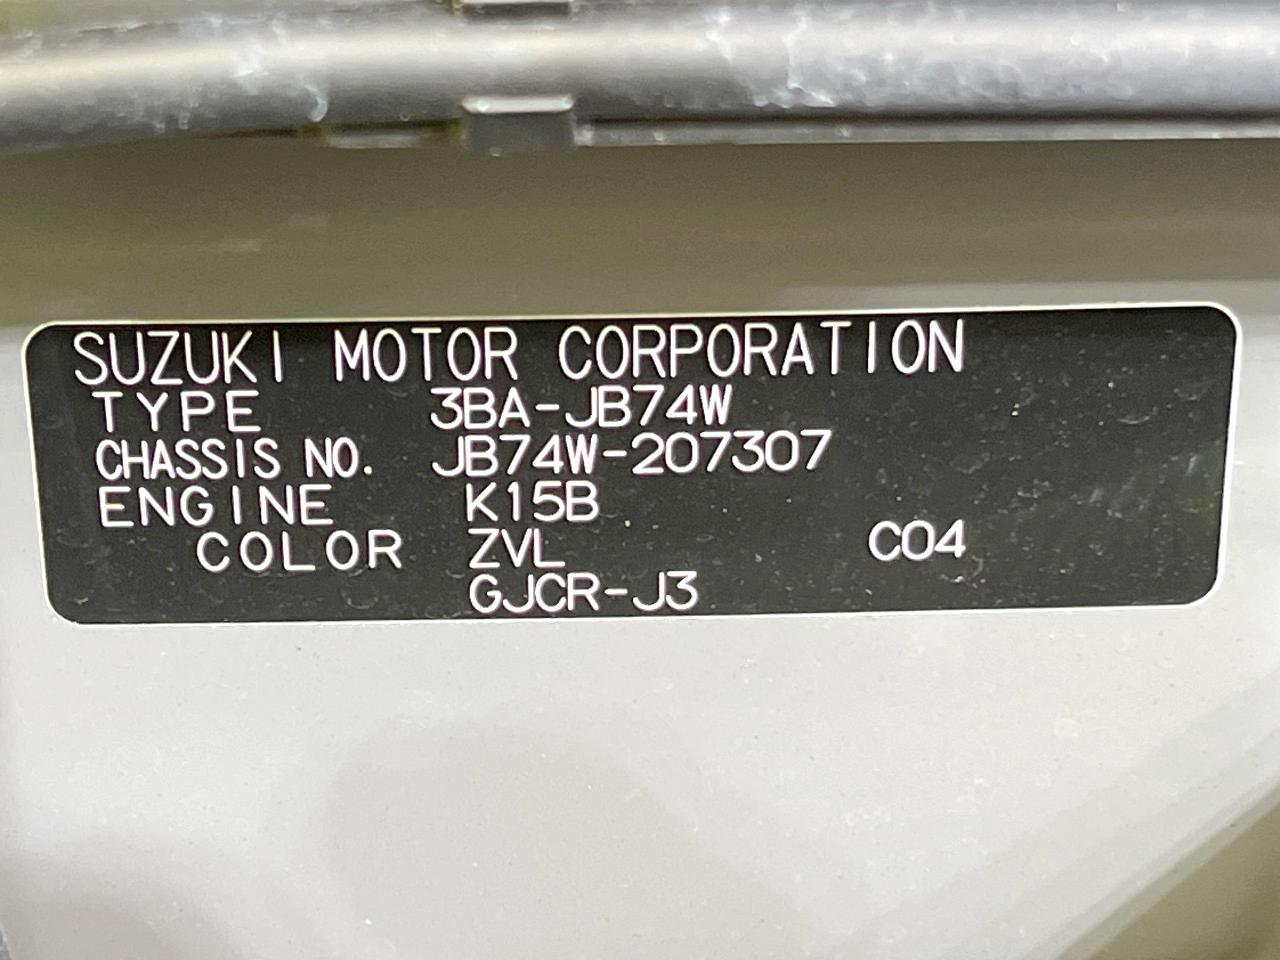 SUZUKI MOTOR CORPORATION
TYPE 3BA-JB74W
CHASSIS NO. JB74W-207307
ENGINE K15B
COLOR ZVL C04
GJCR-J3